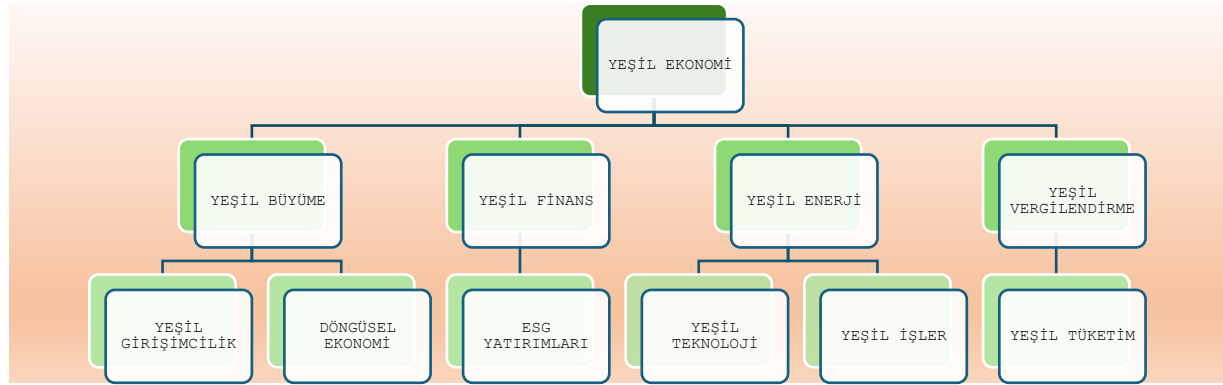 YEŞİL EKONOMİ
YEŞİL BÜYÜME
YEŞİL FİNANS
YEŞİL ENERJİ
YEŞİL
VERGİLENDİRME
YEŞİL
GİRİŞİMCİLİK
DÖNGÜSEL
EKONOMİ
ESG
YATIRIMLARI
YEŞİL
TEKNOLOJİ
YEŞİL İŞLER
YEŞİL TÜKETİM